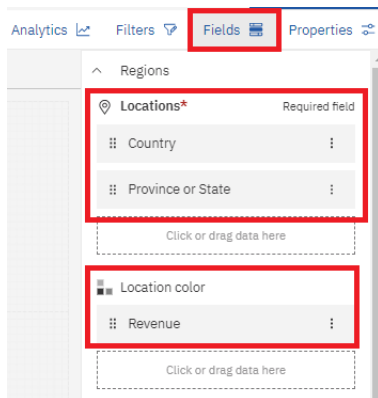 Analytics Filters Fields Properties
Regions
Locations* Required field
Country
Province or State
Click or drag data here
Location color
Revenue
Click or drag data here